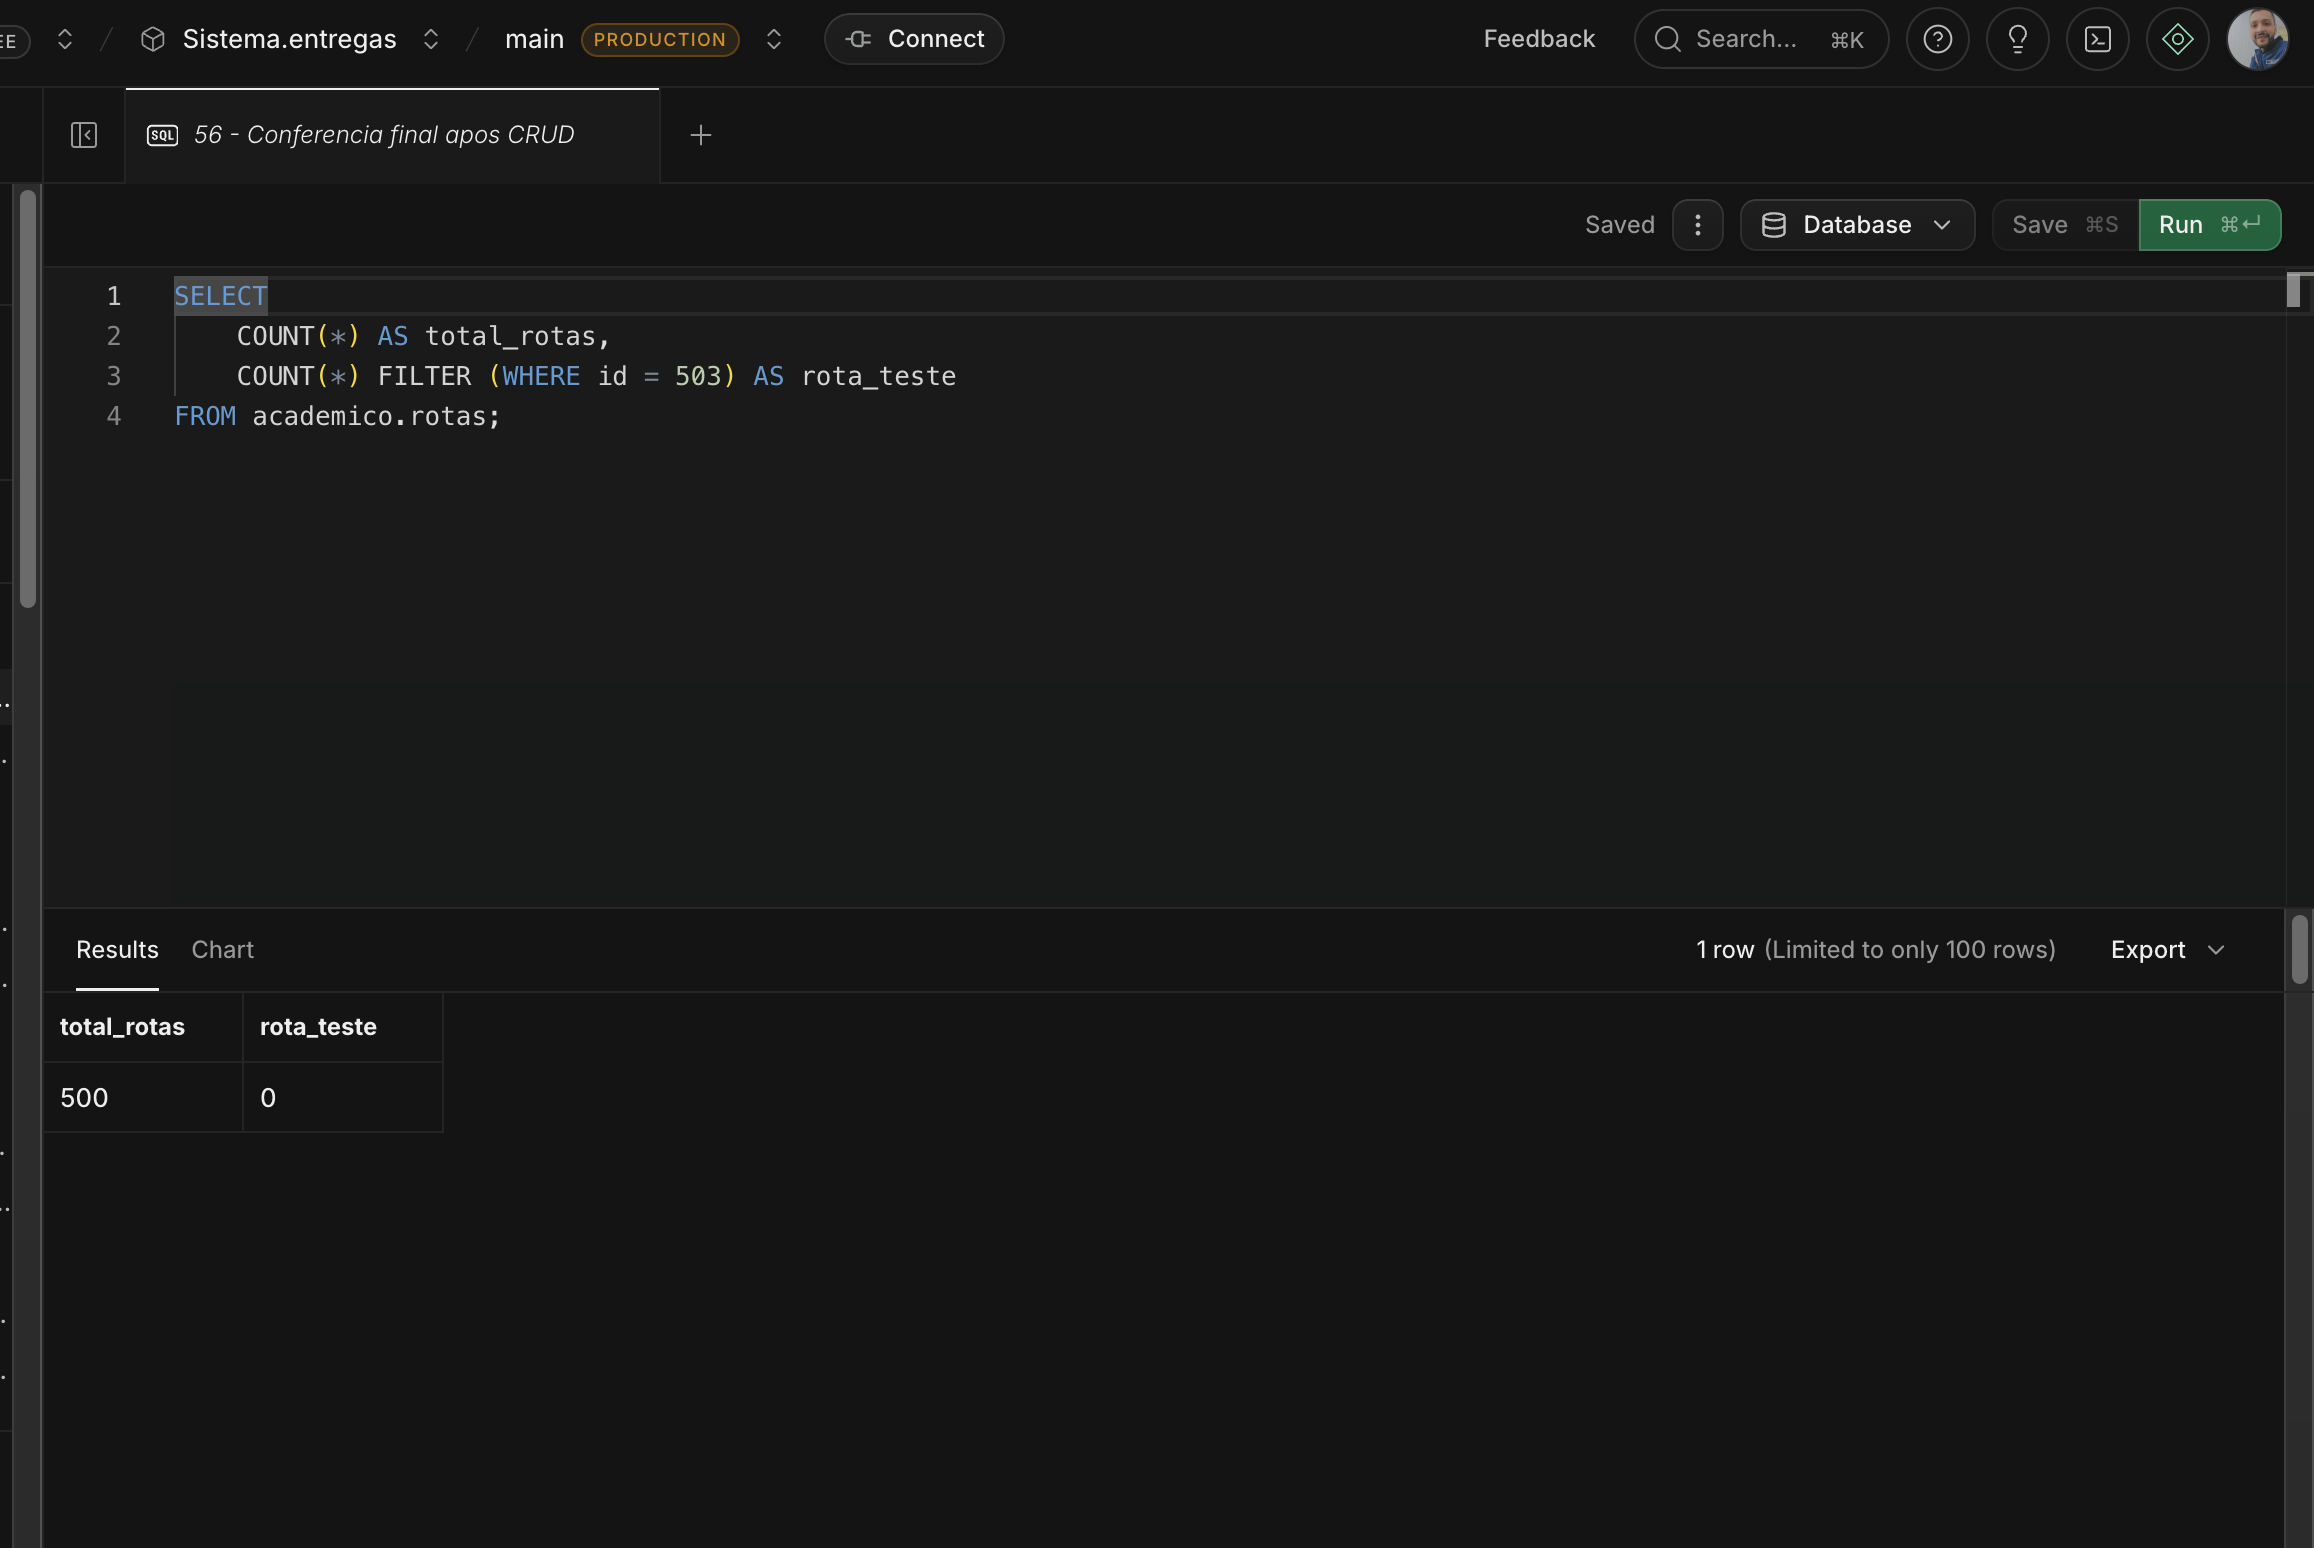 Sistema.entregas / main PRODUCTION Connect Feedback Search... ⌘K
SQL 56 - Conferencia final apos CRUD
Saved Database Save ⌘S Run ⌘↵
1 SELECT
2 COUNT(*) AS total_rotas,
3 COUNT(*) FILTER (WHERE id = 503) AS rota_teste
4 FROM academico.rotas;
Results Chart 1 row (Limited to only 100 rows) Export
total_rotas rota_teste
500 0